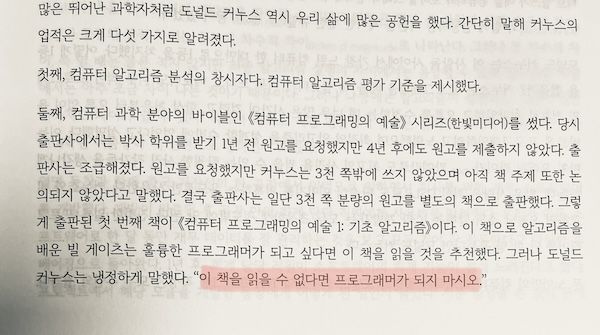 많은 뛰어난 과학자처럼 도널드 커누스 역시 우리 삶에 많은 공헌을 했다. 간단히 말해 커누스의
업적은 크게 다섯 가지로 알려졌다.
첫째, 컴퓨터 알고리즘 분석의 창시자다. 컴퓨터 알고리즘 평가 기준을 제시했다.
둘째, 컴퓨터 과학 분야의 바이블인 《컴퓨터 프로그래밍의 예술》 시리즈(한빛미디어)를 썼다. 당시
출판사에서는 박사 학위를 받기 1년 전 원고를 요청했지만 4년 후에도 원고를 제출하지 않았다. 출
판사는 조급해졌다. 원고를 요청했지만 커누스는 3천 쪽밖에 쓰지 않았으며 아직 책 주제 또한 논
의되지 않았다고 말했다. 결국 출판사는 일단 3천 쪽 분량의 원고를 별도의 책으로 출판했다. 그렇
게 출판된 첫 번째 책이 《컴퓨터 프로그래밍의 예술 1: 기초 알고리즘》이다. 이 책으로 알고리즘을
배운 빌 게이츠는 훌륭한 프로그래머가 되고 싶다면 이 책을 읽을 것을 추천했다. 그러나 도널드
커누스는 냉정하게 말했다. “이 책을 읽을 수 없다면 프로그래머가 되지 마시오.”